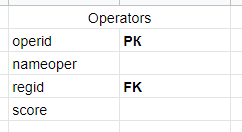 Operators
operid PK
nameoper
regid FK
score